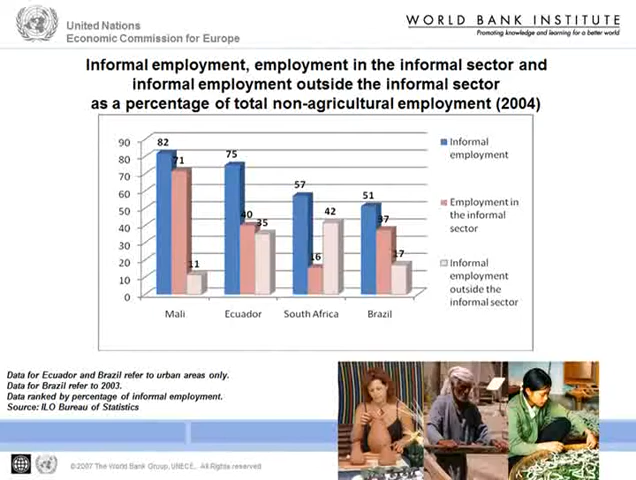 United Nations
Economic Commission for Europe
WORLD BANK INSTITUTE
Promoting knowledge and learning for a better world
Informal employment, employment in the informal sector and
informal employment outside the informal sector
as a percentage of total non-agricultural employment (2004)
90
80
70
60
50
40
30
20
10
0
82
71
11
75
40
35
57
16
42
51
37
17
Mali
Ecuador
South Africa
Brazil
Informal
employment
Employment in
the informal
sector
Informal
employment
outside the
informal sector
Data for Ecuador and Brazil refer to urban areas only.
Data for Brazil refer to 2003.
Data ranked by percentage of informal employment.
Source: ILO Bureau of Statistics
©2007 The World Bank Group, UNECE, All Rights reserved